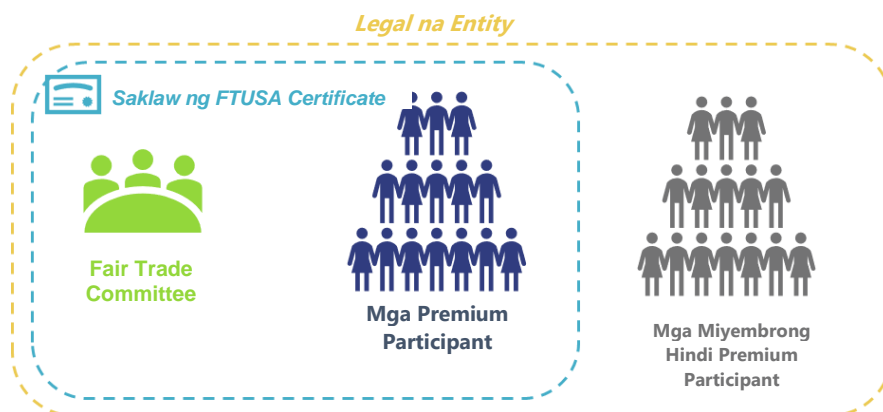 Legal na Entity
Saklaw ng FTUSA Certificate
Fair Trade
Committee
Mga Premium
Participant
Mga Miyembrong
Hindi Premium
Participant